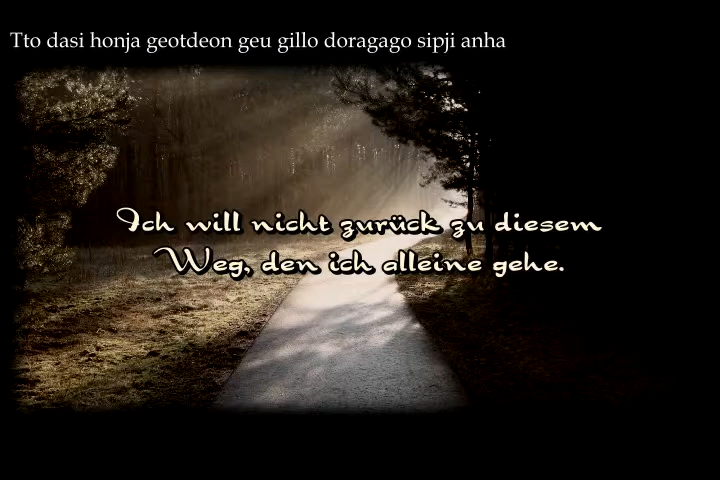 Tto dasi honja geotdeon geu gillo doragago sipji anha
Ich will nicht zurück zu diesem
Weg, den ich alleine gehe.